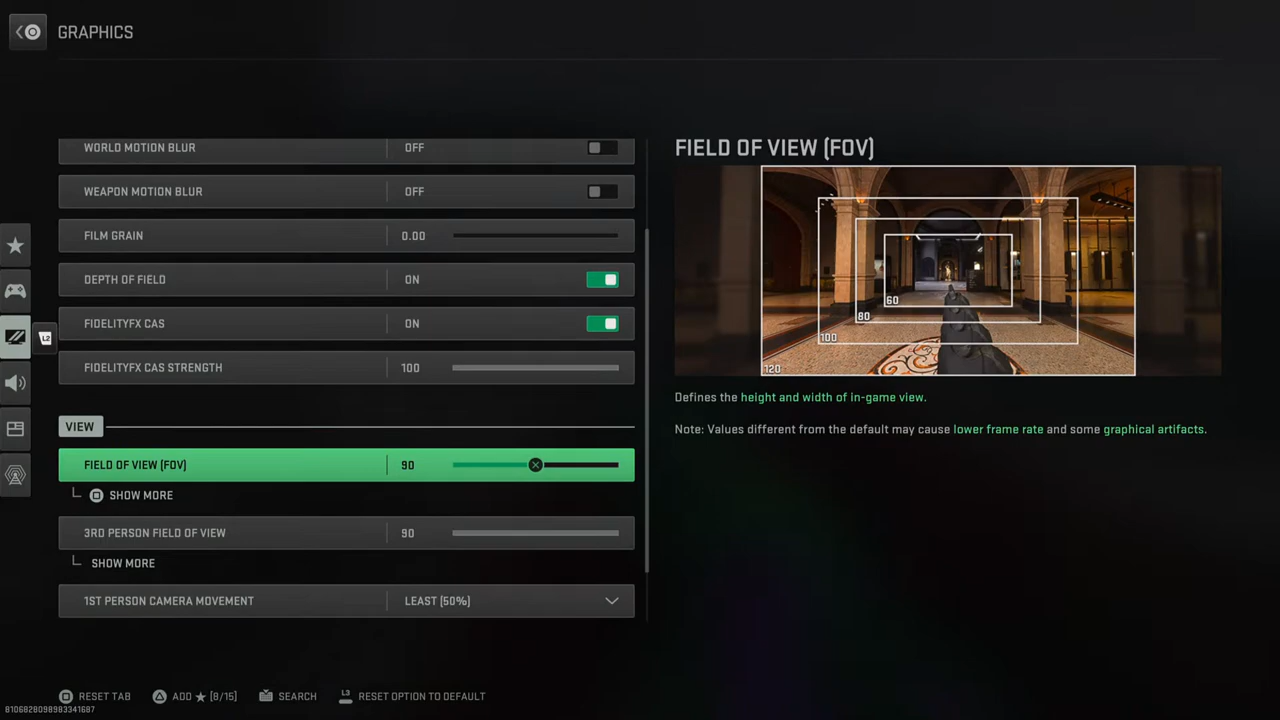 GRAPHICS
WORLD MOTION BLUR OFF
WEAPON MOTION BLUR OFF
FILM GRAIN 0.00
DEPTH OF FIELD ON
FIDELITYFX CAS ON
FIDELITYFX CAS STRENGTH 100
L2
VIEW
FIELD OF VIEW (FOV) 90
SHOW MORE
3RD PERSON FIELD OF VIEW 90
SHOW MORE
1ST PERSON CAMERA MOVEMENT LEAST (50%)
FIELD OF VIEW (FOV)
60
80
100
120
Defines the height and width of in-game view.
Note: Values different from the default may cause lower frame rate and some graphical artifacts.
RESET TAB ADD ★ [8/15] SEARCH L3 RESET OPTION TO DEFAULT
8106828098983341687